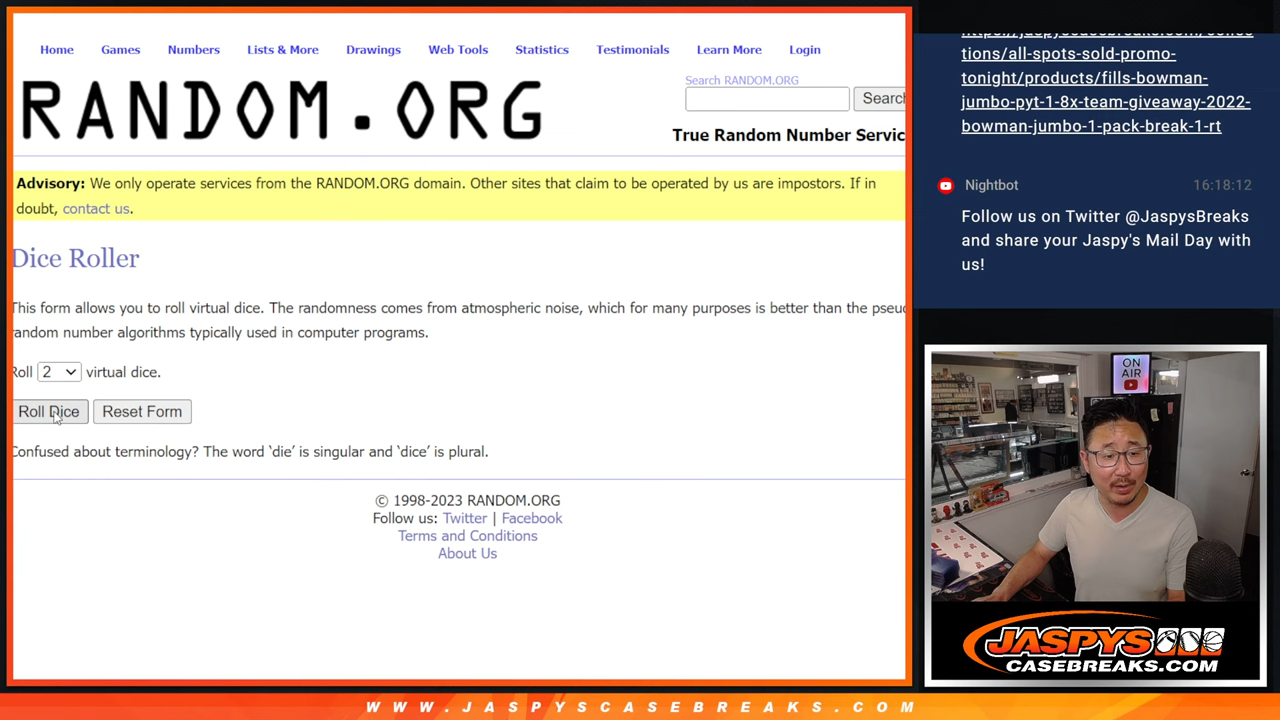 Home Games Numbers Lists & More Drawings Web Tools Statistics Testimonials Learn More Login
RANDOM.ORG
Search RANDOM.ORG
Search
True Random Number Servic
Advisory: We only operate services from the RANDOM.ORG domain. Other sites that claim to be operated by us are impostors. If in
doubt, contact us.
Dice Roller
This form allows you to roll virtual dice. The randomness comes from atmospheric noise, which for many purposes is better than the pseudo
random number algorithms typically used in computer programs.
Roll 2 virtual dice.
Roll Dice Reset Form
Confused about terminology? The word ‘die’ is singular and ‘dice’ is plural.
© 1998-2023 RANDOM.ORG
Follow us: Twitter | Facebook
Terms and Conditions
About Us
tions/all-spots-sold-promo-
tonight/products/fills-bowman-
jumbo-pyt-1-8x-team-giveaway-2022-
bowman-jumbo-1-pack-break-1-rt
Nightbot 16:18:12
Follow us on Twitter @JaspysBreaks
and share your Jaspy's Mail Day with
us!
ON
AIR
JASPYS
CASEBREAKS.COM
WWW.JASPYSCASEBREAKS.COM